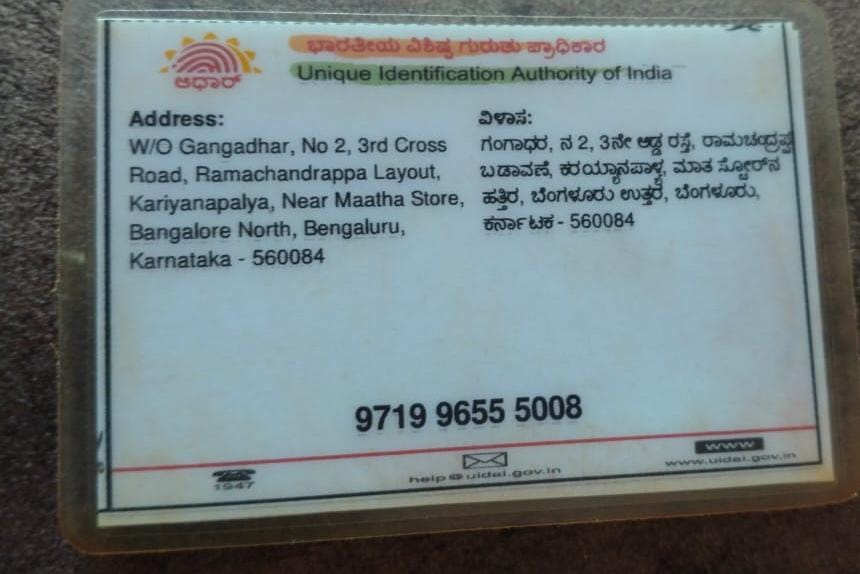 ಆಧಾರ್
ಭಾರತೀಯ ವಿಶಿಷ್ಟ ಗುರುತು ಪ್ರಾಧಿಕಾರ
Unique Identification Authority of India
Address:
W/O Gangadhar, No 2, 3rd Cross
Road, Ramachandrappa Layout,
Kariyanapalya, Near Maatha Store,
Bangalore North, Bengaluru,
Karnataka - 560084
ವಿಳಾಸ:
ಗಂಗಾಧರ, ನ 2, 3ನೇ ಅಡ್ಡ ರಸ್ತೆ, ರಾಮಚಂದ್ರಪ್ಪ
ಬಡಾವಣೆ, ಕರಯ್ಯಾನಪಾಳ್ಯ, ಮಾತ ಸ್ಟೋರ್‌ನ
ಹತ್ತಿರ, ಬೆಂಗಳೂರು ಉತ್ತರ, ಬೆಂಗಳೂರು,
ಕರ್ನಾಟಕ - 560084
9719 9655 5008
1947
help@uidai.gov.in
www
www.uidai.gov.in